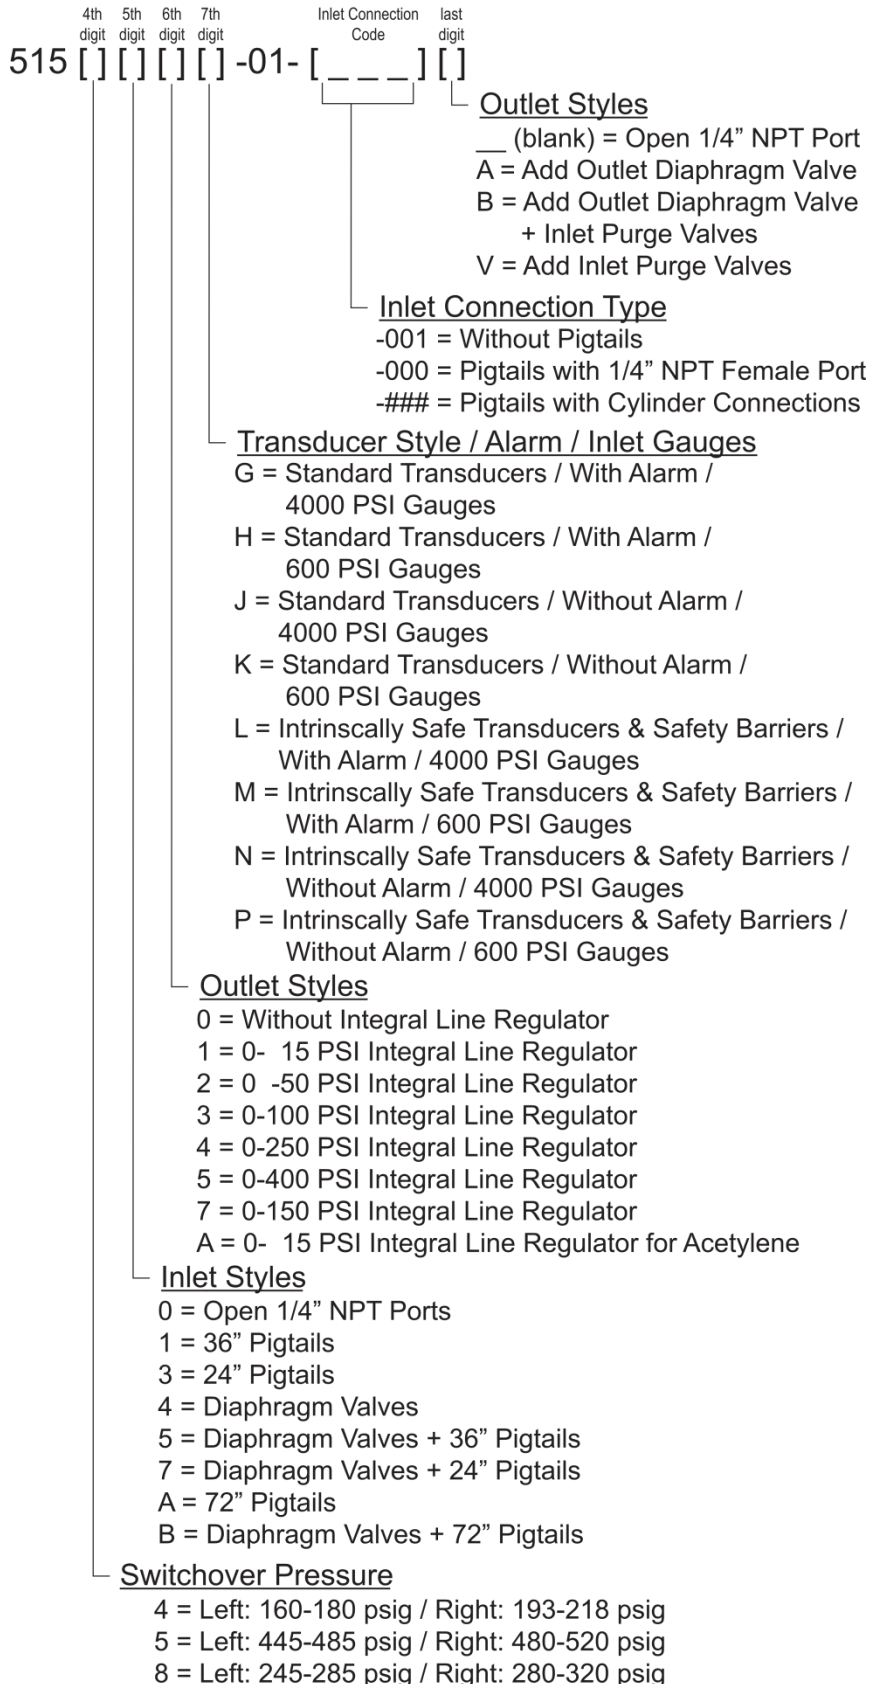 4th 5th 6th 7th Inlet Connection last
digit digit digit digit Code digit
515 [ ] [ ] [ ] [ ] -01- [ _ _ _ ] [ ]
Outlet Styles
__ (blank) = Open 1/4” NPT Port
A = Add Outlet Diaphragm Valve
B = Add Outlet Diaphragm Valve
+ Inlet Purge Valves
V = Add Inlet Purge Valves
Inlet Connection Type
-001 = Without Pigtails
-000 = Pigtails with 1/4” NPT Female Port
-### = Pigtails with Cylinder Connections
Transducer Style / Alarm / Inlet Gauges
G = Standard Transducers / With Alarm /
4000 PSI Gauges
H = Standard Transducers / With Alarm /
600 PSI Gauges
J = Standard Transducers / Without Alarm /
4000 PSI Gauges
K = Standard Transducers / Without Alarm /
600 PSI Gauges
L = Intrinscally Safe Transducers & Safety Barriers /
With Alarm / 4000 PSI Gauges
M = Intrinscally Safe Transducers & Safety Barriers /
With Alarm / 600 PSI Gauges
N = Intrinscally Safe Transducers & Safety Barriers /
Without Alarm / 4000 PSI Gauges
P = Intrinscally Safe Transducers & Safety Barriers /
Without Alarm / 600 PSI Gauges
Outlet Styles
0 = Without Integral Line Regulator
1 = 0- 15 PSI Integral Line Regulator
2 = 0 -50 PSI Integral Line Regulator
3 = 0-100 PSI Integral Line Regulator
4 = 0-250 PSI Integral Line Regulator
5 = 0-400 PSI Integral Line Regulator
7 = 0-150 PSI Integral Line Regulator
A = 0- 15 PSI Integral Line Regulator for Acetylene
Inlet Styles
0 = Open 1/4” NPT Ports
1 = 36” Pigtails
3 = 24” Pigtails
4 = Diaphragm Valves
5 = Diaphragm Valves + 36” Pigtails
7 = Diaphragm Valves + 24” Pigtails
A = 72” Pigtails
B = Diaphragm Valves + 72” Pigtails
Switchover Pressure
4 = Left: 160-180 psig / Right: 193-218 psig
5 = Left: 445-485 psig / Right: 480-520 psig
8 = Left: 245-285 psig / Right: 280-320 psig